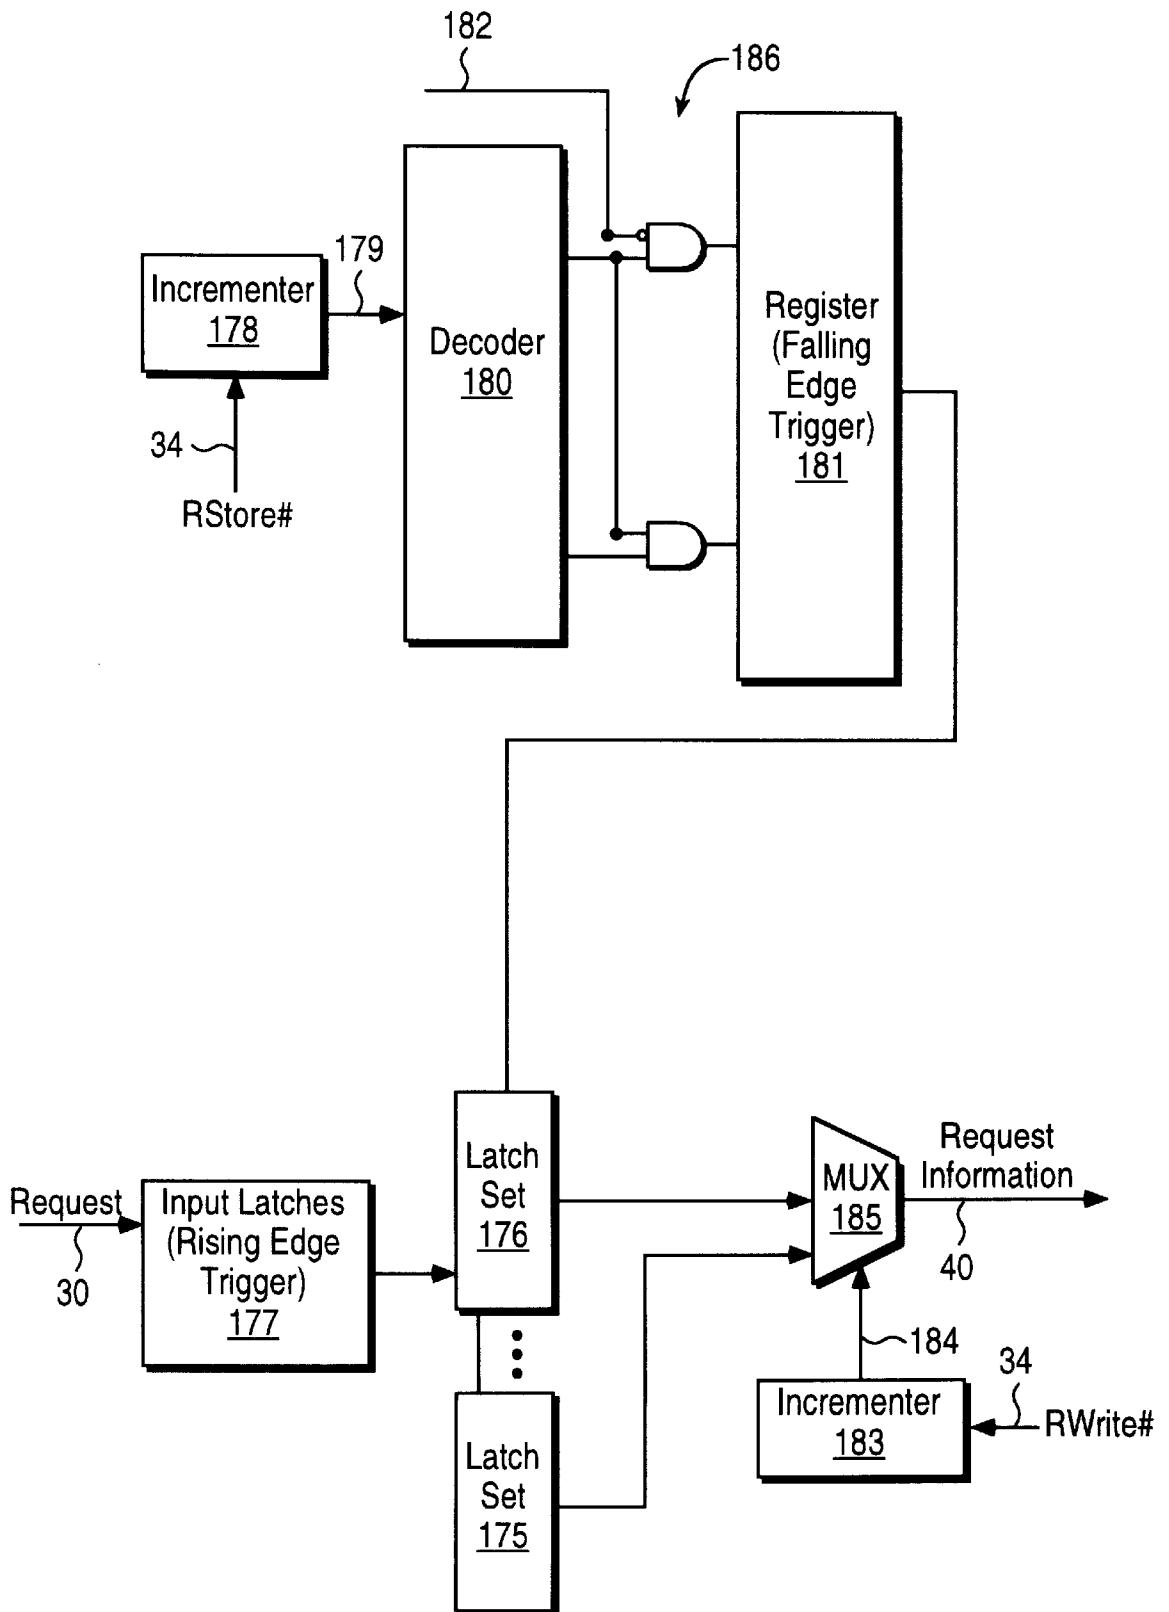 182
186
179
Incrementer
178
34
RStore#
Decoder
180
Register
(Falling
Edge
Trigger)
181
Request
30
Input Latches
(Rising Edge
Trigger)
177
Latch
Set
176
Latch
Set
175
MUX
185
Request
Information
40
184
34
Incrementer
183
RWrite#